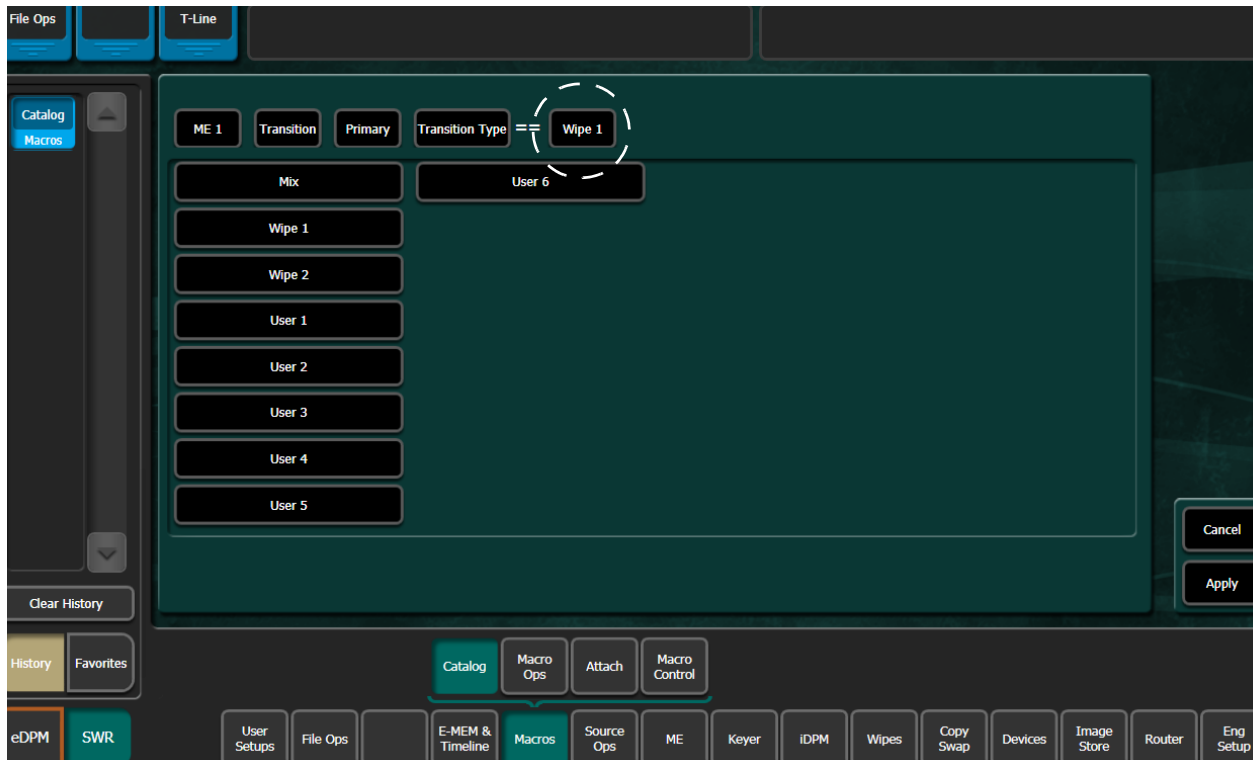 File Ops
T-Line
Catalog
Macros
ME 1 Transition Primary Transition Type == Wipe 1
Mix User 6
Wipe 1
Wipe 2
User 1
User 2
User 3
User 4
User 5
Cancel
Apply
Clear History
History Favorites
Catalog
Macro
Ops
Attach
Macro
Control
eDPM SWR
User
Setups
File Ops
E-MEM &
Timeline
Macros
Source
Ops
ME
Keyer
iDPM
Wipes
Copy
Swap
Devices
Image
Store
Router
Eng
Setup